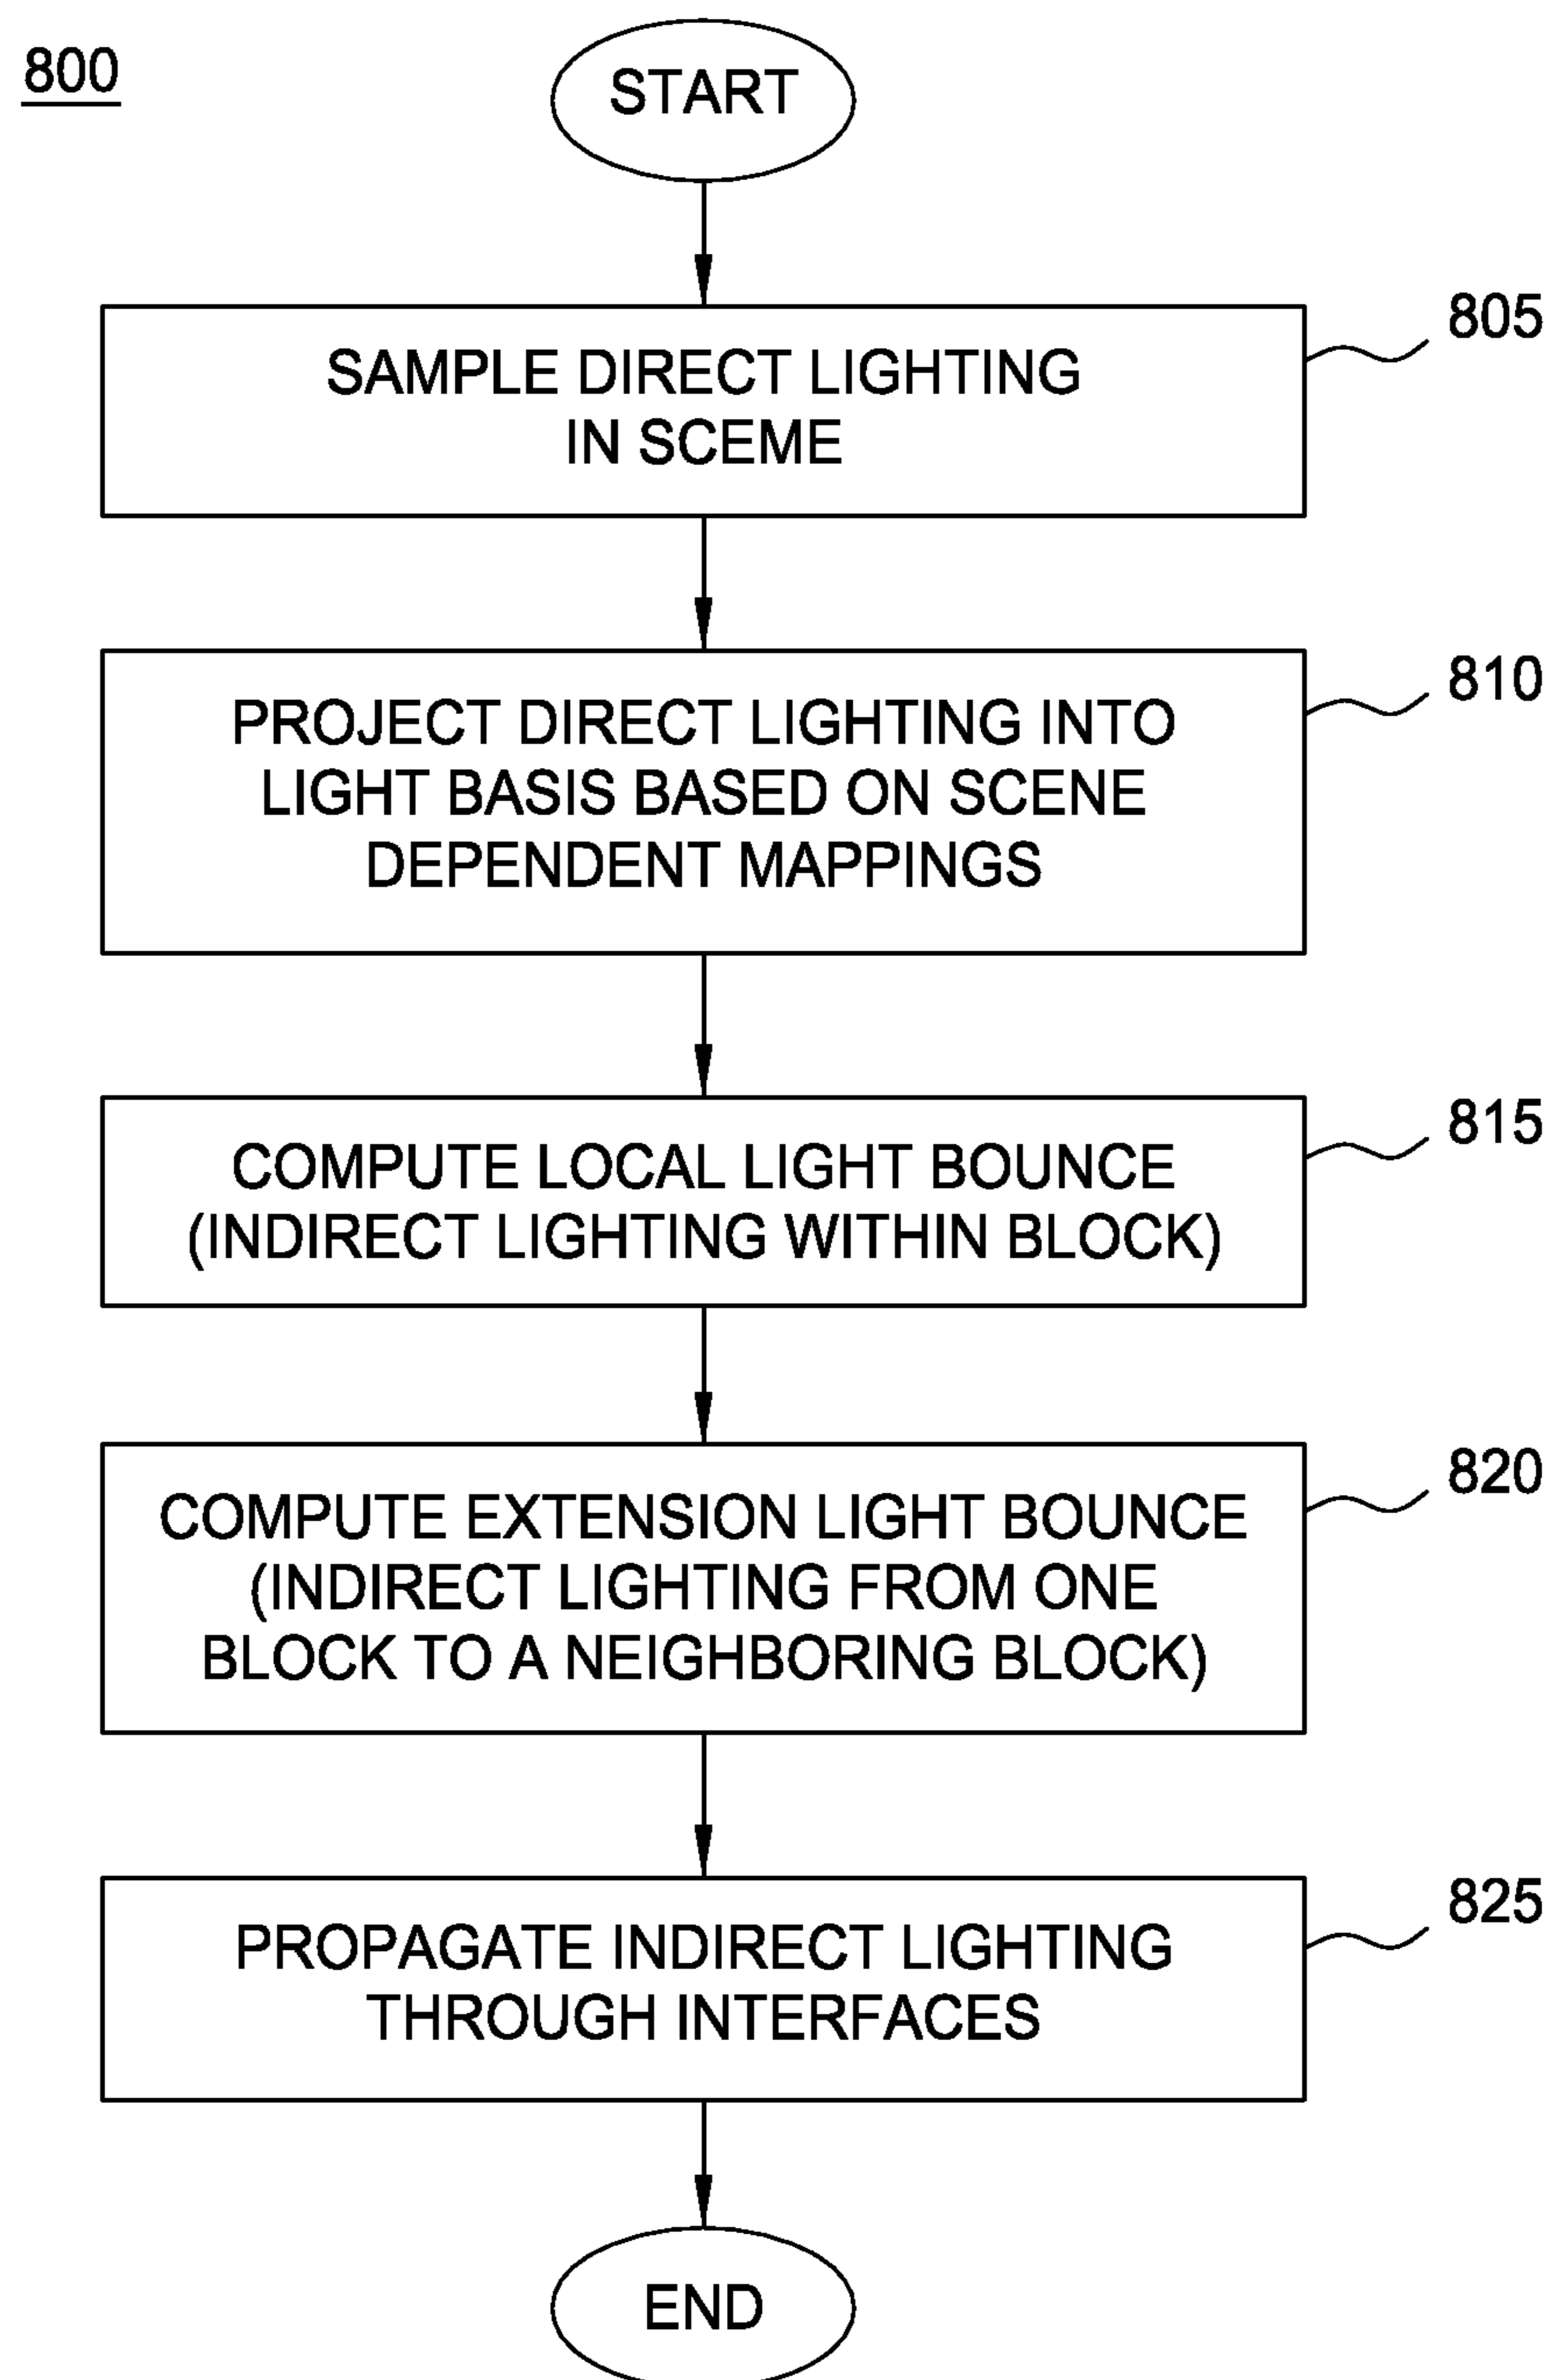 800
START
SAMPLE DIRECT LIGHTING
IN SCEME
805
PROJECT DIRECT LIGHTING INTO
LIGHT BASIS BASED ON SCENE
DEPENDENT MAPPINGS
810
COMPUTE LOCAL LIGHT BOUNCE
(INDIRECT LIGHTING WITHIN BLOCK)
815
COMPUTE EXTENSION LIGHT BOUNCE
(INDIRECT LIGHTING FROM ONE
BLOCK TO A NEIGHBORING BLOCK)
820
PROPAGATE INDIRECT LIGHTING
THROUGH INTERFACES
825
END